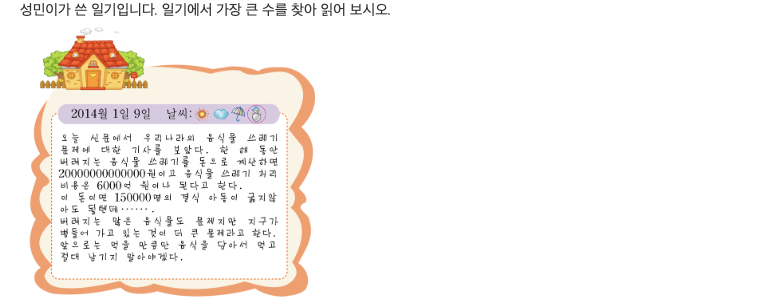 성민이가 쓴 일기입니다. 일기에서 가장 큰 수를 찾아 읽어 보시오.
2014월 1일 9일 날씨:
오늘 신문에서 우리나라의 음식물 쓰레기
문제에 대한 기사를 보았다. 한 해 동안
버려지는 음식물 쓰레기를 돈으로 계산하면
20000000000000원이고 음식물 쓰레기 처리
비용은 6000억 원이나 된다고 한다.
이 돈이면 150000명의 결식 아동이 굶지않
아도 될텐데…….
버려지는 많은 음식물도 문제지만 지구가
병들어 가고 있는 것이 더 큰 문제라고 한다.
앞으로는 먹을 만큼만 음식을 담아서 먹고
절대 남기지 말아야겠다.